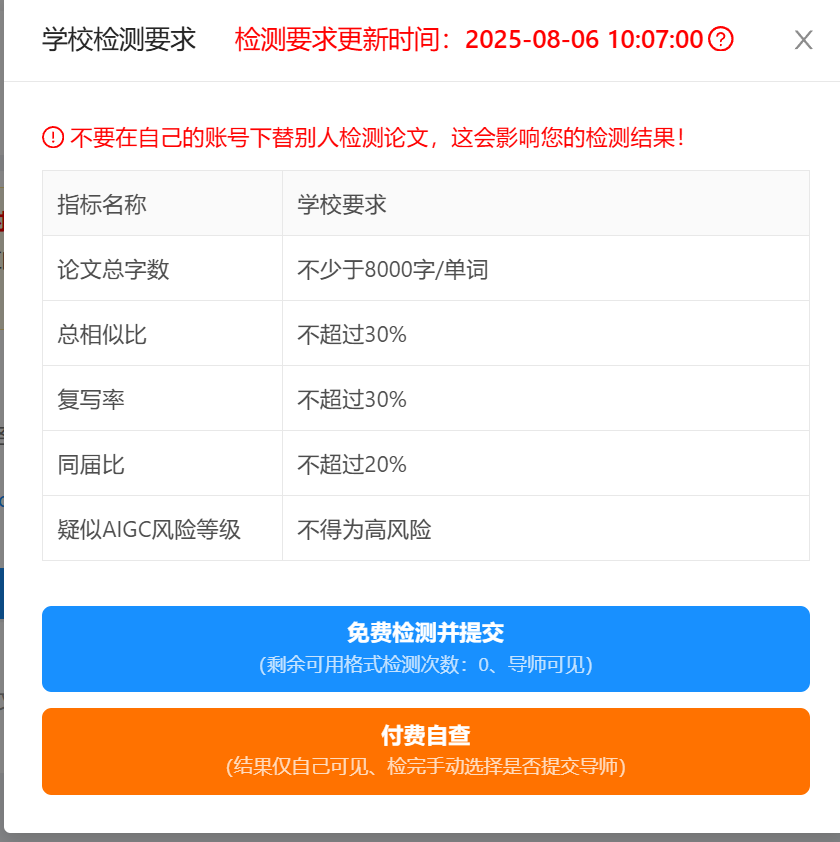 学校检测要求 检测要求更新时间：2025-08-06 10:07:00
不要在自己的账号下替别人检测论文，这会影响您的检测结果！
指标名称 学校要求
论文总字数 不少于8000字/单词
总相似比 不超过30%
复写率 不超过30%
同届比 不超过20%
疑似AIGC风险等级 不得为高风险
免费检测并提交
(剩余可用格式检测次数：0、导师可见)
付费自查
(结果仅自己可见、检完手动选择是否提交导师)